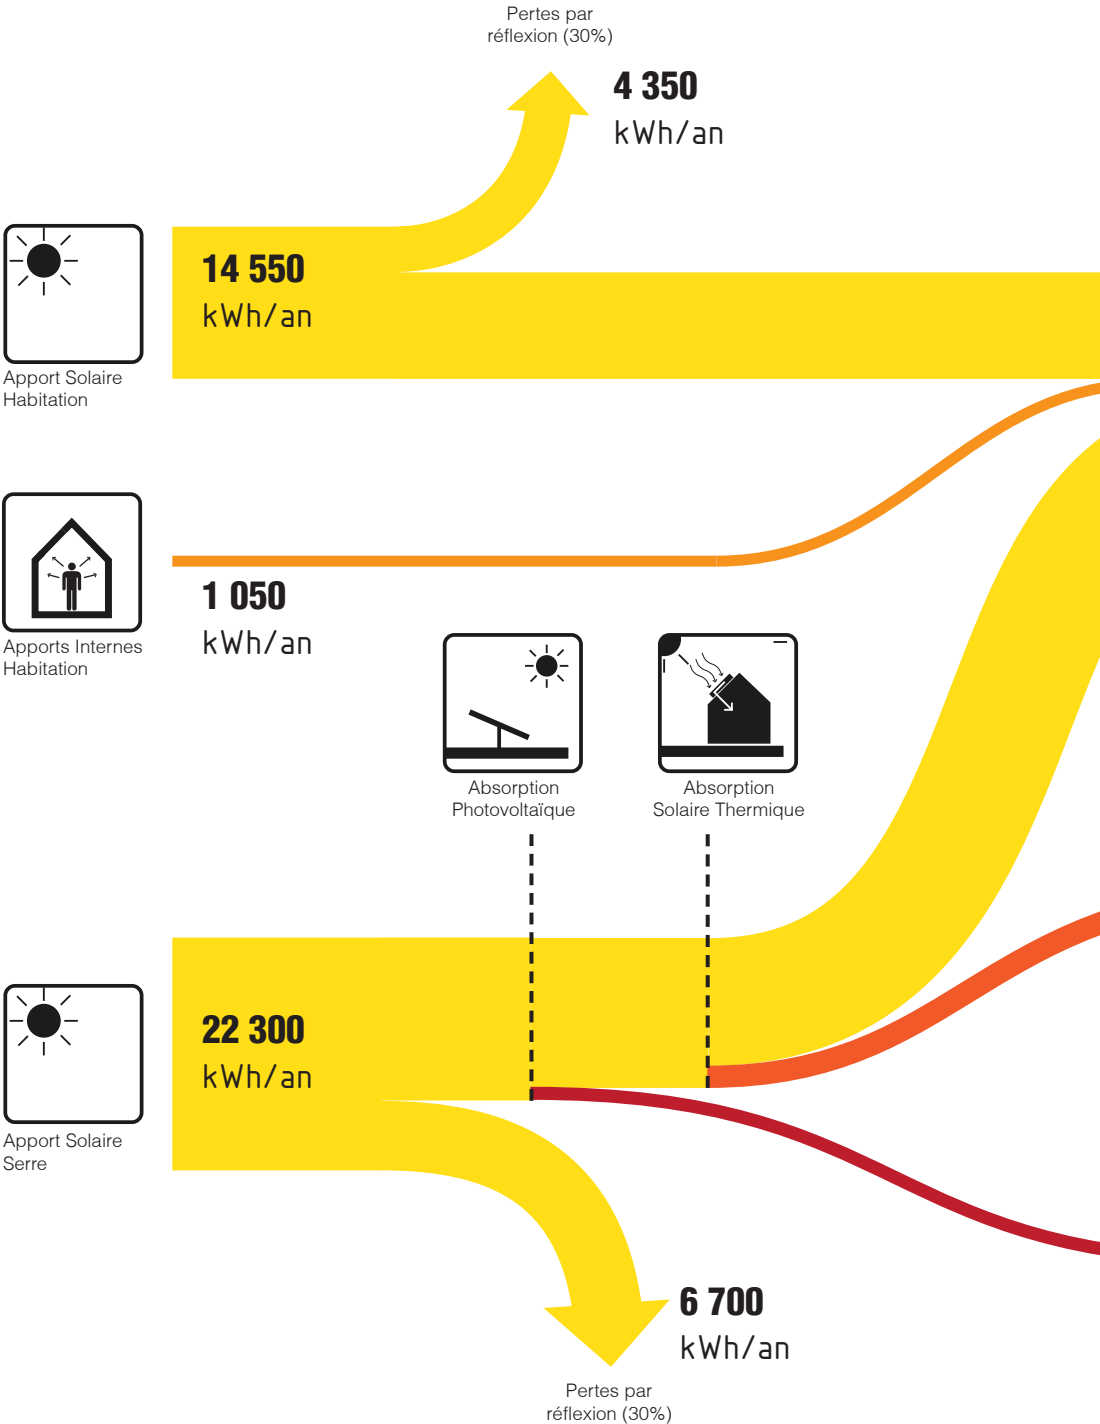 Pertes par
réflexion (30%)
4 350
kWh/an
14 550
kWh/an
Apport Solaire
Habitation
Apports Internes
Habitation
1 050
kWh/an
Absorption
Photovoltaïque
Absorption
Solaire Thermique
22 300
kWh/an
Apport Solaire
Serre
6 700
kWh/an
Pertes par
réflexion (30%)